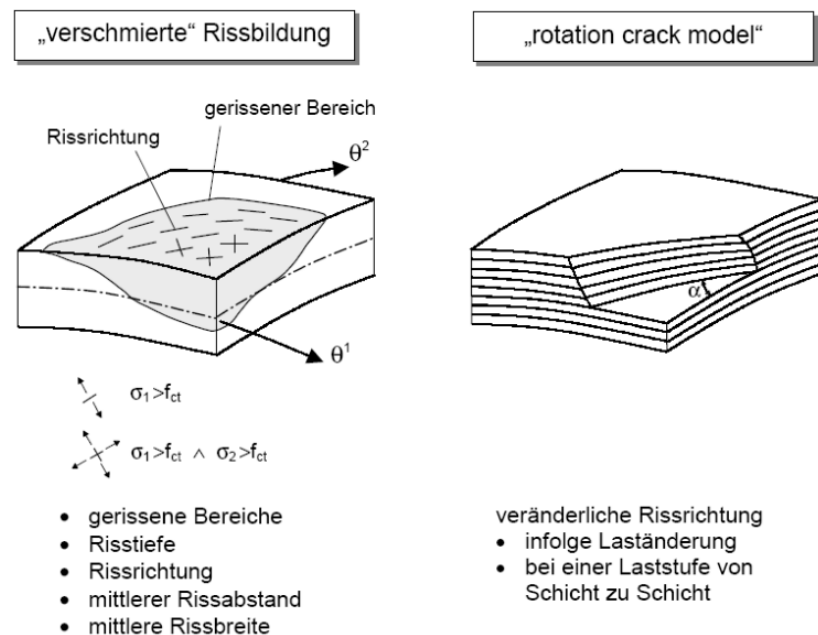 „verschmierte“ Rissbildung
gerissener Bereich
Rissrichtung
θ²
θ¹
σ₁>f_ct
σ₁>f_ct ∧ σ₂>f_ct
• gerissene Bereiche
• Risstiefe
• Rissrichtung
• mittlerer Rissabstand
• mittlere Rissbreite
„rotation crack model“
α
veränderliche Rissrichtung
• infolge Laständerung
• bei einer Laststufe von
Schicht zu Schicht